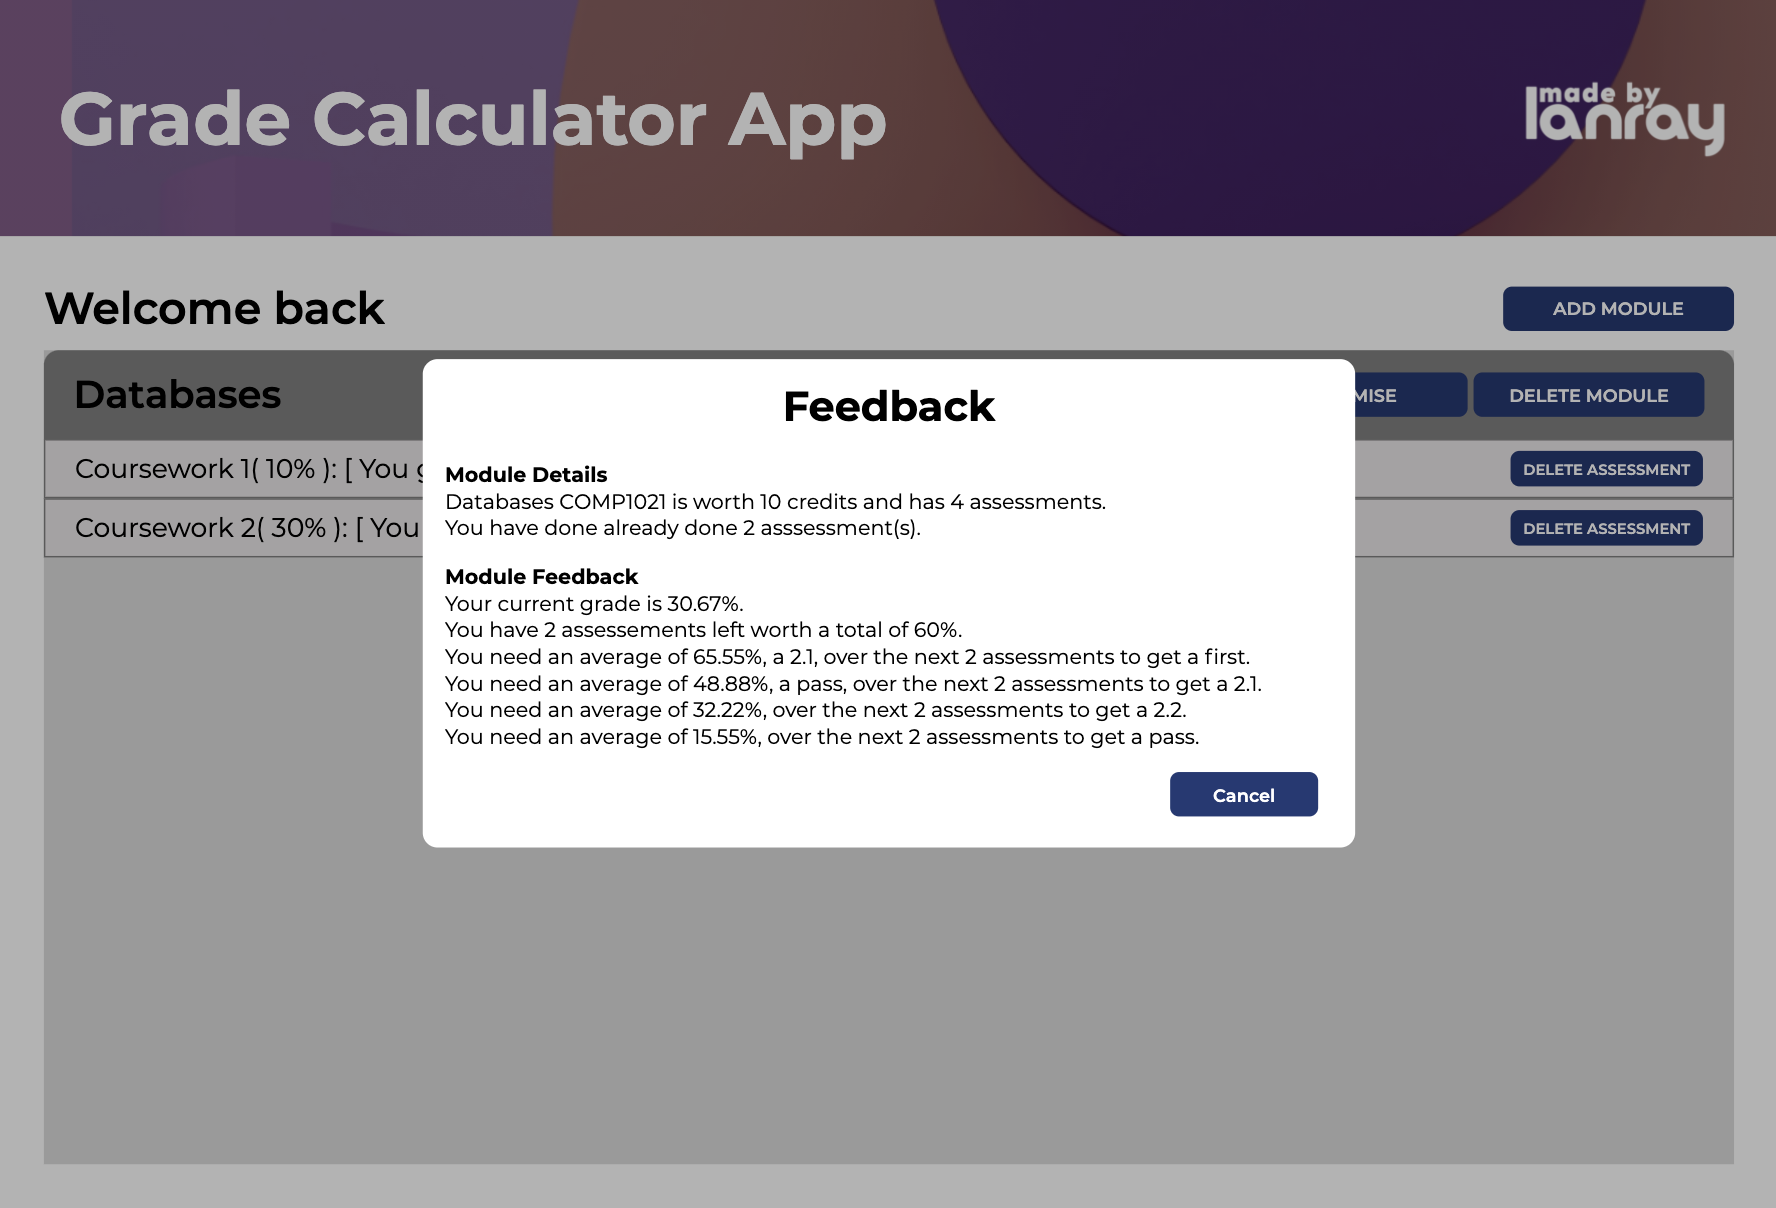 Grade Calculator App
made by
lanray
Welcome back
ADD MODULE
Databases
MISE
DELETE MODULE
Coursework 1( 10% ): [ You
DELETE ASSESSMENT
Coursework 2( 30% ): [ You
DELETE ASSESSMENT
Feedback
Module Details
Databases COMP1021 is worth 10 credits and has 4 assessments.
You have done already done 2 asssessment(s).
Module Feedback
Your current grade is 30.67%.
You have 2 assessements left worth a total of 60%.
You need an average of 65.55%, a 2.1, over the next 2 assessments to get a first.
You need an average of 48.88%, a pass, over the next 2 assessments to get a 2.1.
You need an average of 32.22%, over the next 2 assessments to get a 2.2.
You need an average of 15.55%, over the next 2 assessments to get a pass.
Cancel